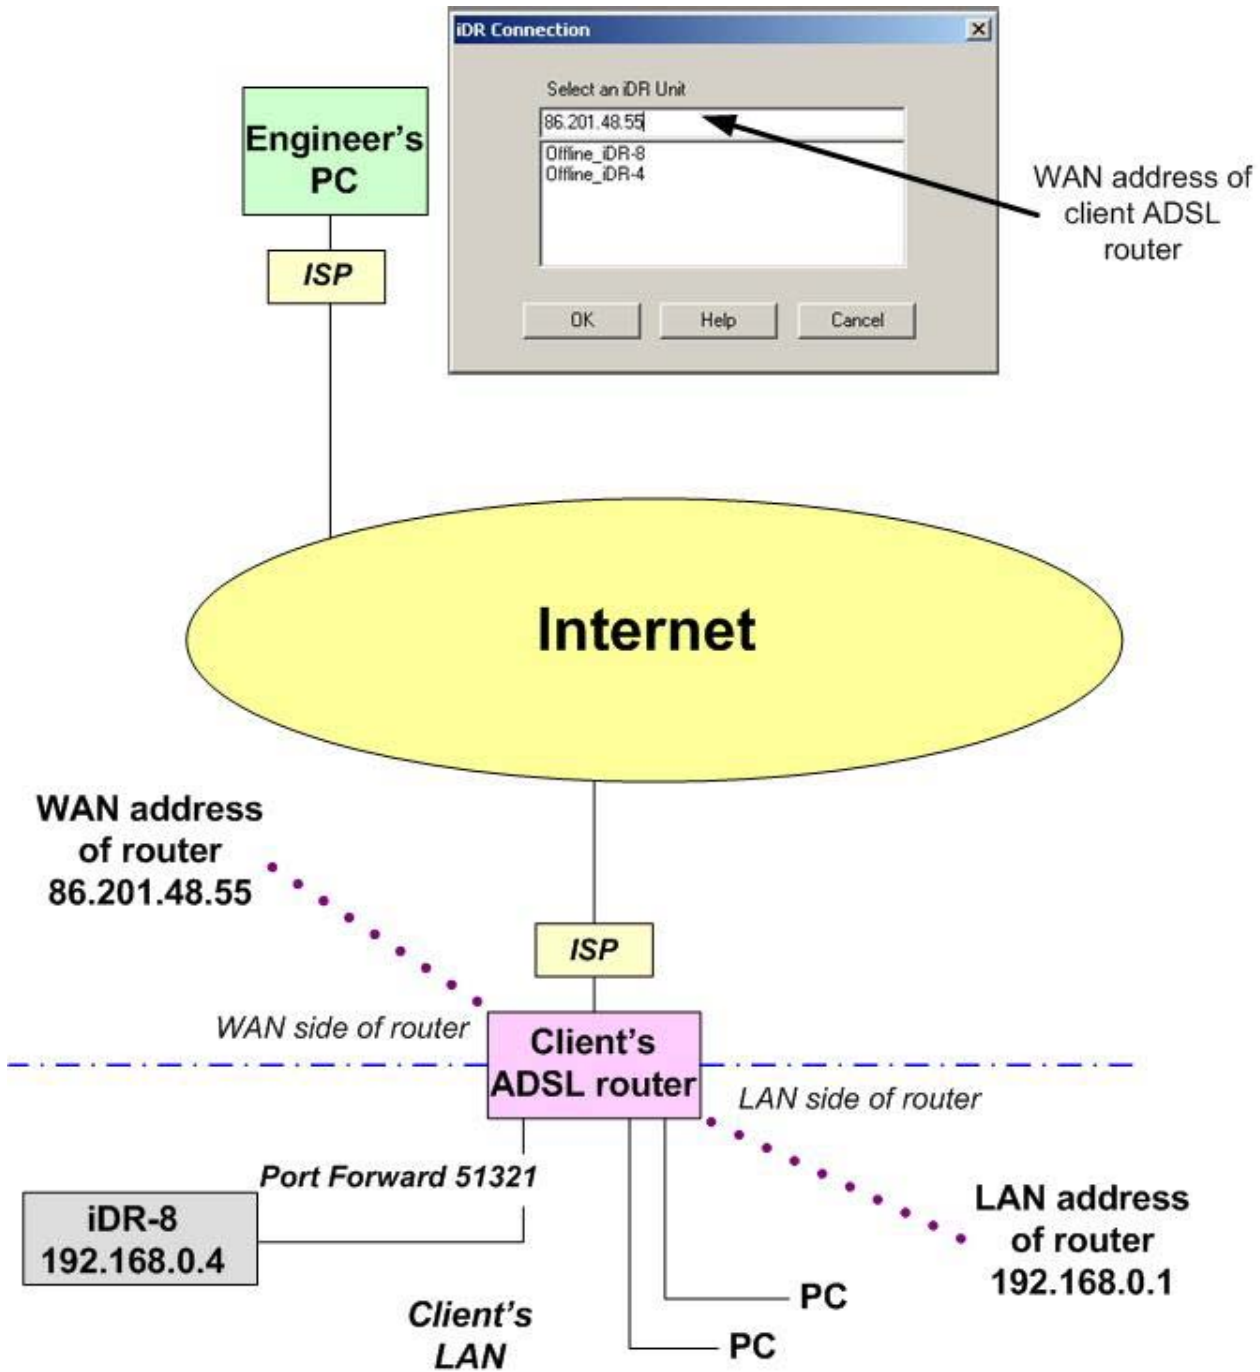 iDR Connection
Select an iDR Unit
86.201.48.55
Offline_iDR-8
Offline_iDR-4
OK
Help
Cancel
WAN address of
client ADSL
router
Engineer's
PC
ISP
Internet
WAN address
of router
86.201.48.55
ISP
WAN side of router
Client's
ADSL router
LAN side of router
Port Forward 51321
iDR-8
192.168.0.4
LAN address
of router
192.168.0.1
Client's
LAN
PC
PC